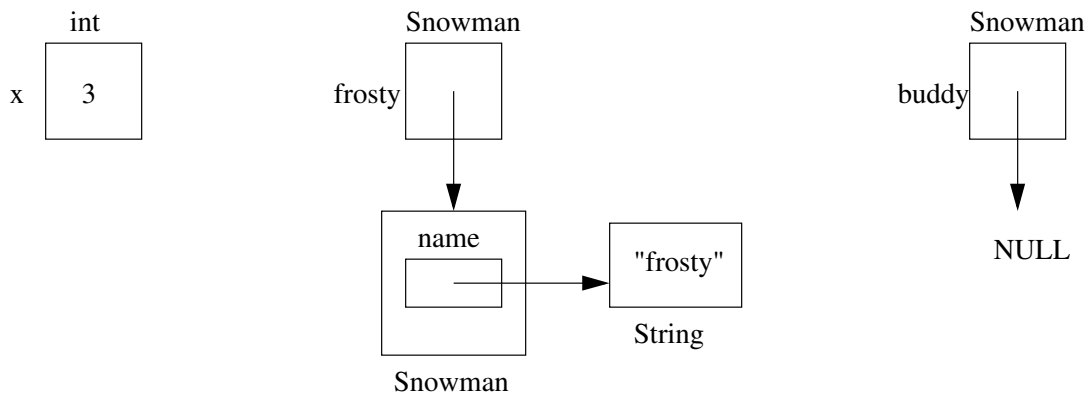 int
x
3
Snowman
frosty
name
"frosty"
String
Snowman
Snowman
buddy
NULL